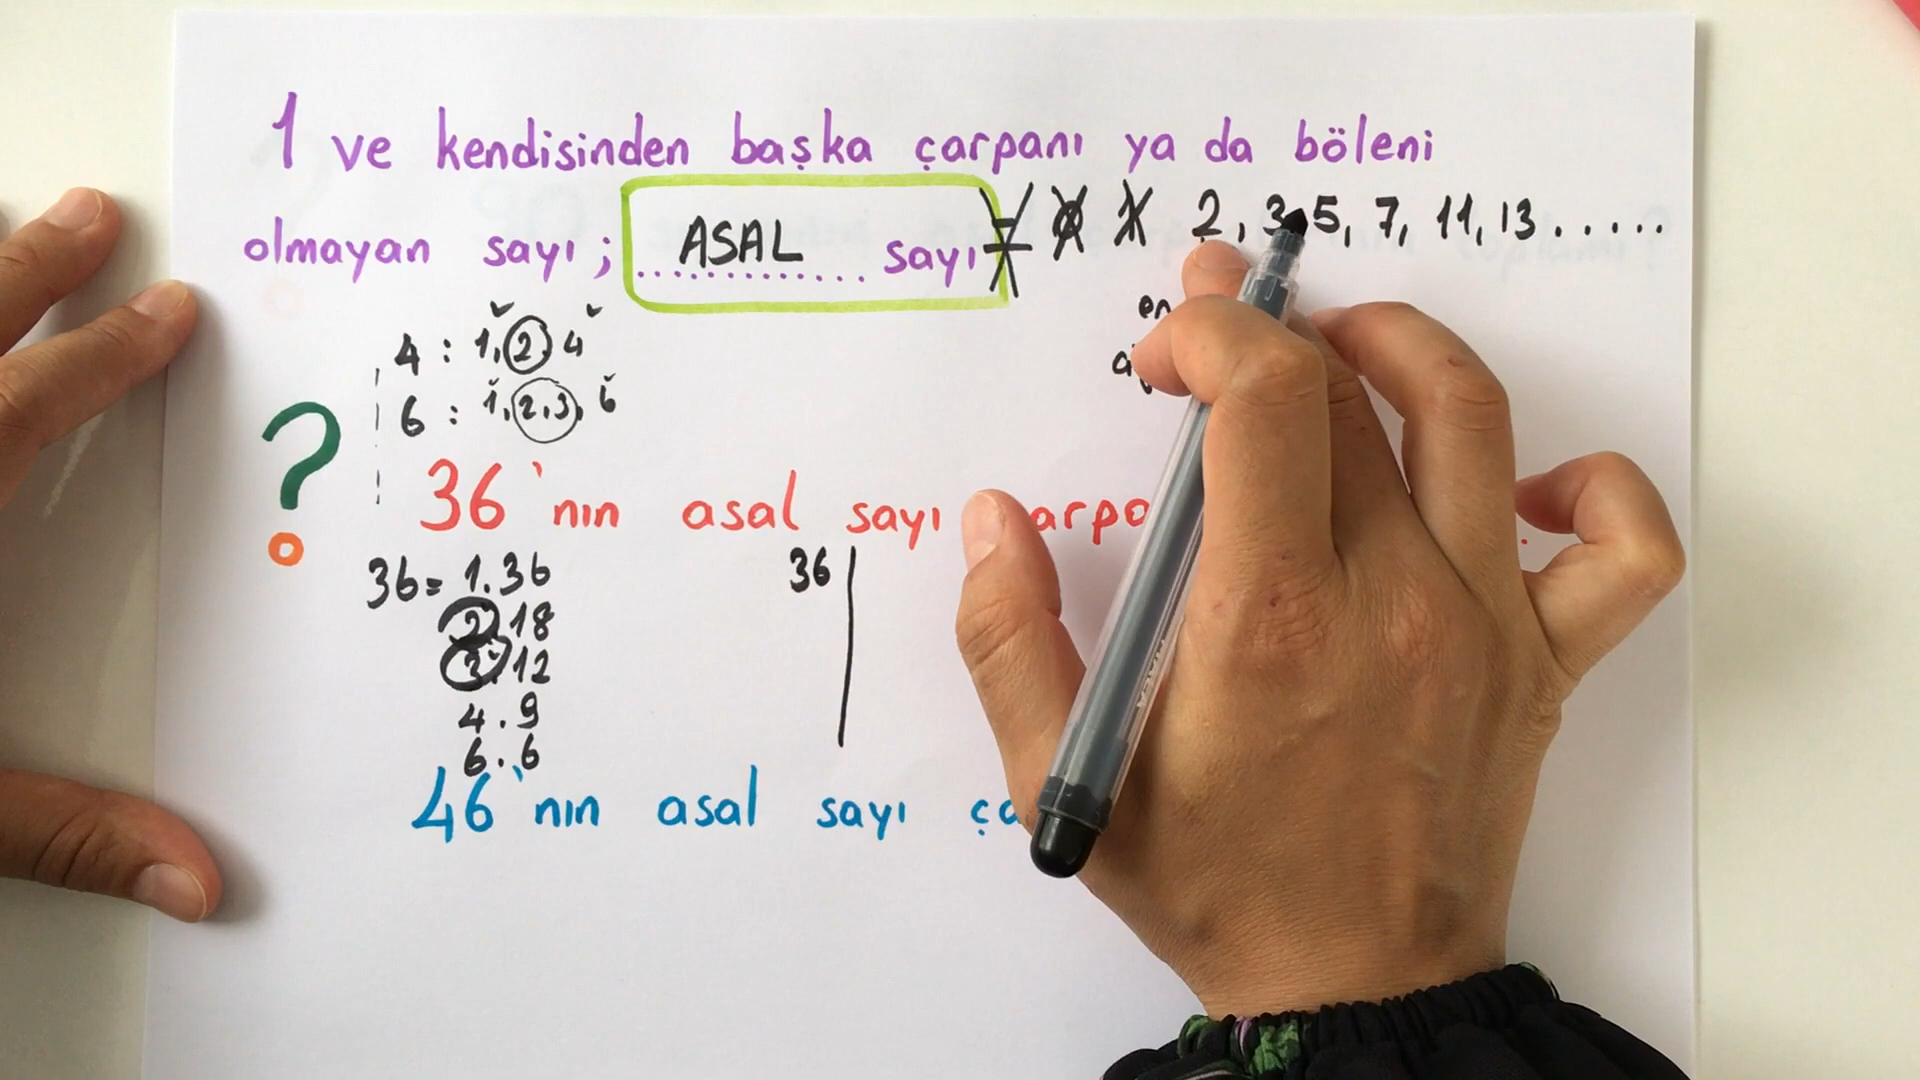 1 ve kendisinden başka çarpanı ya da böleni
olmayan sayı; ASAL sayı 2, 3, 5, 7, 11, 13.....
en
4 : 1, 2, 4
6 : 1, 2, 3, 6
?
36'nın asal sayı
36 = 1.36 36
2.18
3.12
4.9
6.6
46'nın asal sayı